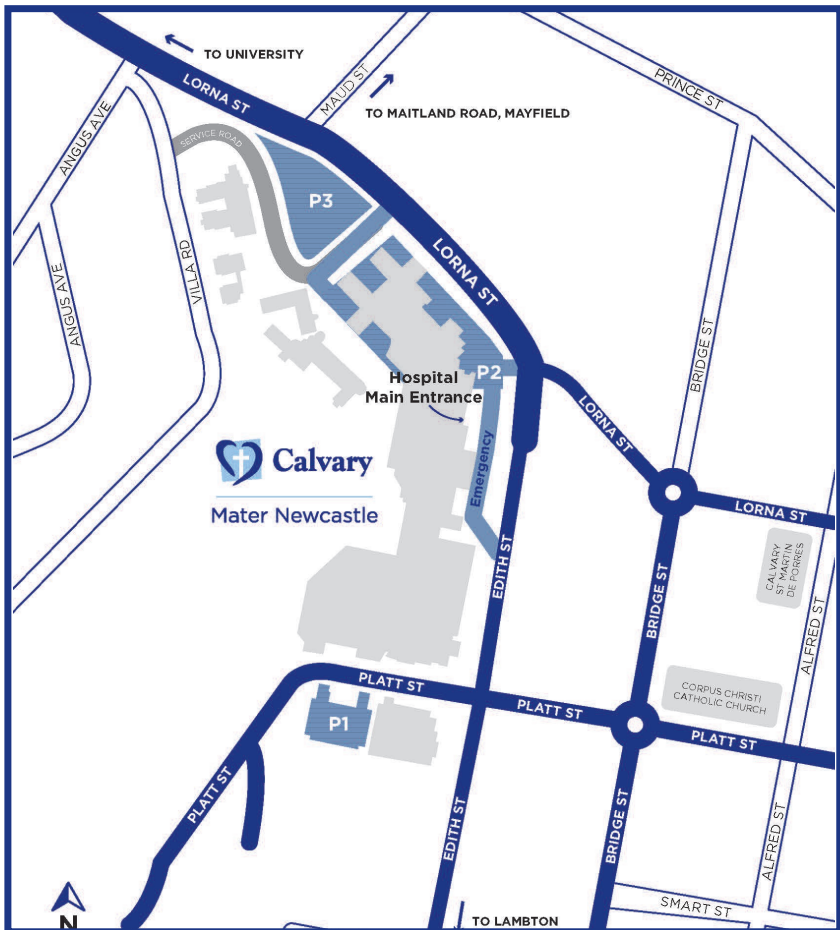 TO UNIVERSITY
LORNA ST
MAUD ST
TO MAITLAND ROAD, MAYFIELD
PRINCE ST
ANGUS AVE
SERVICE ROAD
P3
LORNA ST
VILLA RD
ANGUS AVE
BRIDGE ST
P2
Hospital
Main Entrance
LORNA ST
Calvary
Mater Newcastle
Emergency
LORNA ST
EDITH ST
CALVARY
ST MARTIN
DE PORRES
BRIDGE ST
ALFRED ST
PLATT ST
CORPUS CHRISTI
CATHOLIC CHURCH
PLATT ST
P1
PLATT ST
PLATT ST
EDITH ST
BRIDGE ST
ALFRED ST
SMART ST
N
TO LAMBTON